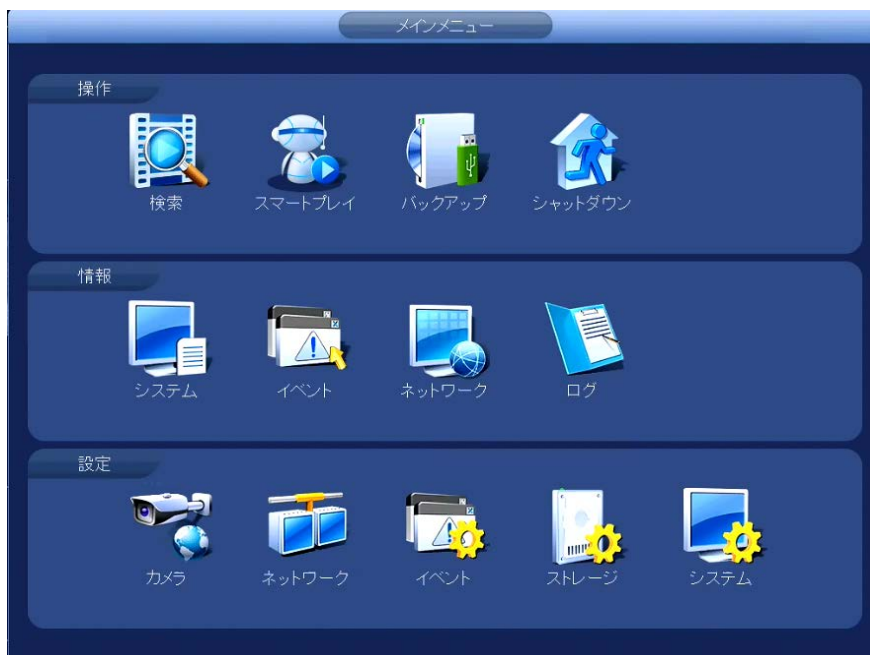 メインメニュー
操作
検索
スマートプレイ
バックアップ
シャットダウン
情報
システム
イベント
ネットワーク
ログ
設定
カメラ
ネットワーク
イベント
ストレージ
システム